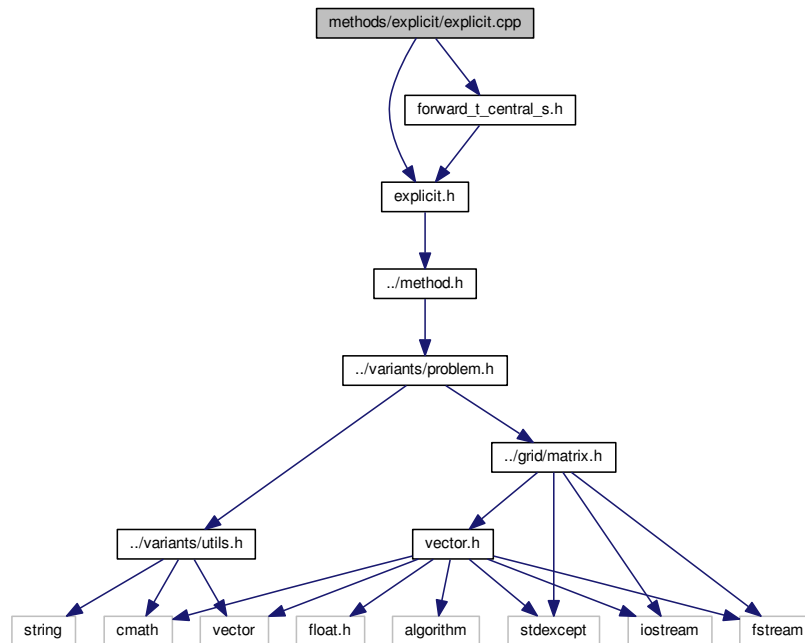 methods/explicit/explicit.cpp
forward_t_central_s.h
explicit.h
../method.h
../variants/problem.h
../grid/matrix.h
../variants/utils.h
vector.h
string
cmath
vector
float.h
algorithm
stdexcept
iostream
fstream